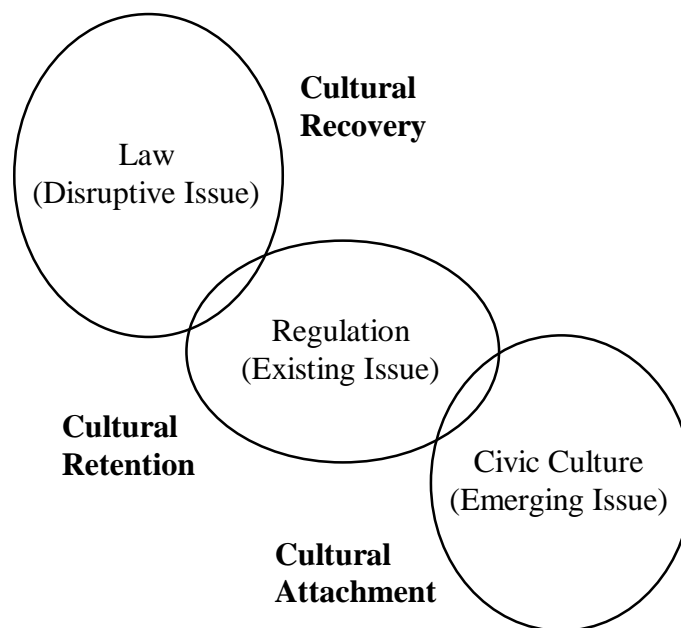 Cultural
Recovery
Law
(Disruptive Issue)
Regulation
(Existing Issue)
Cultural
Retention
Civic Culture
(Emerging Issue)
Cultural
Attachment